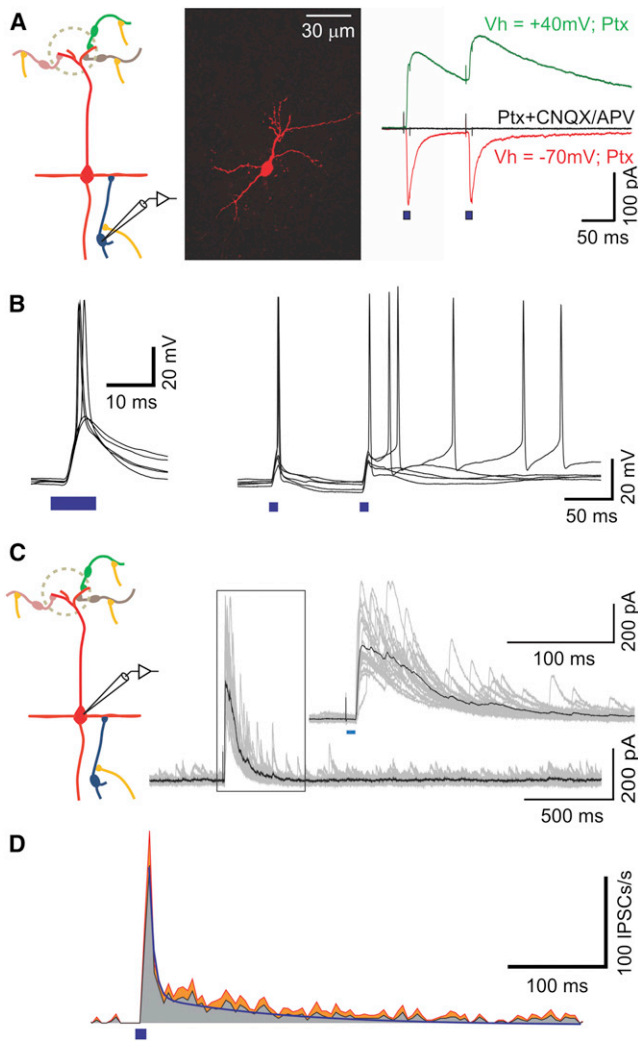 A
30 μm
Vh = +40mV; Ptx
Ptx+CNQX/APV
Vh = -70mV; Ptx
100 pA
50 ms
B
20 mV
10 ms
20 mV
50 ms
C
200 pA
100 ms
200 pA
500 ms
D
100 IPSCs/s
100 ms